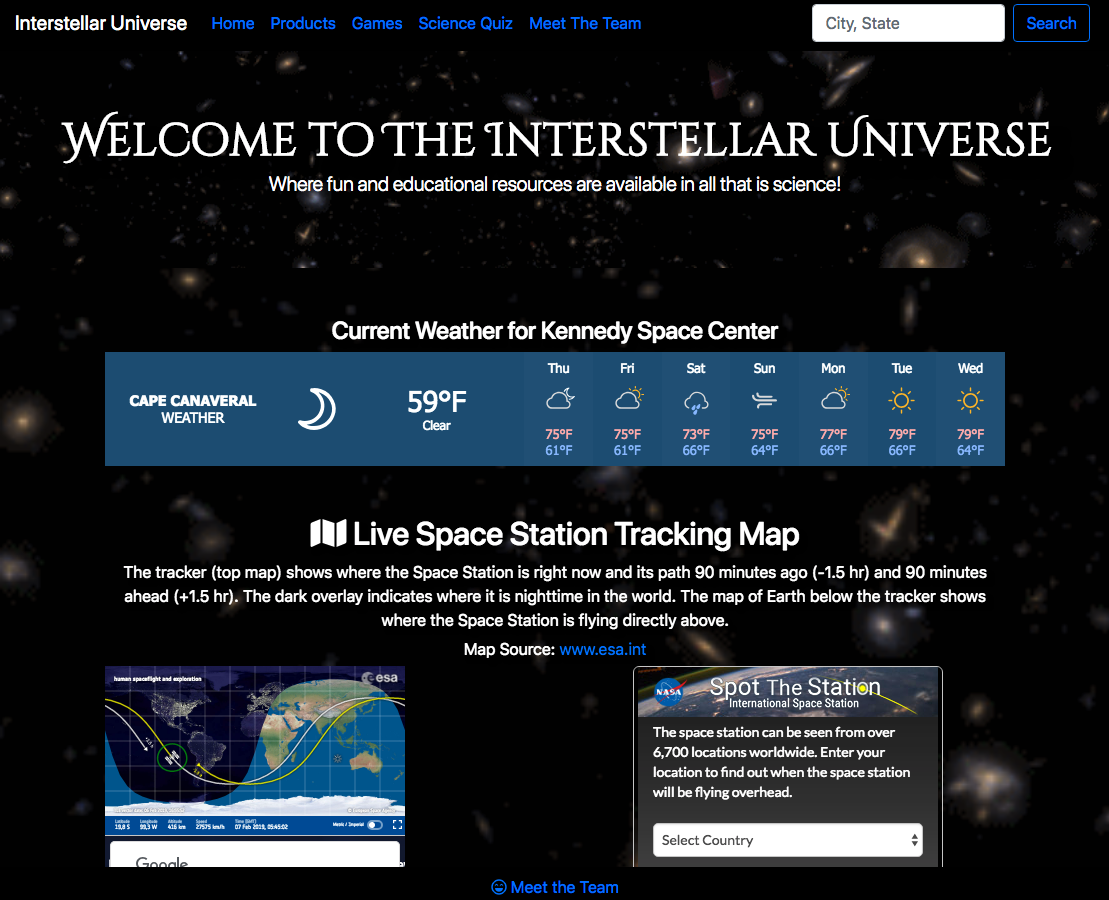 Interstellar Universe Home Products Games Science Quiz Meet The Team City, State Search
Welcome to The Interstellar Universe
Where fun and educational resources are available in all that is science!
Current Weather for Kennedy Space Center
CAPE CANAVERAL
WEATHER
59°F
Clear
Thu Fri Sat Sun Mon Tue Wed
75°F 75°F 73°F 75°F 77°F 79°F 79°F
61°F 61°F 66°F 64°F 66°F 66°F 64°F
Live Space Station Tracking Map
The tracker (top map) shows where the Space Station is right now and its path 90 minutes ago (-1.5 hr) and 90 minutes
ahead (+1.5 hr). The dark overlay indicates where it is nighttime in the world. The map of Earth below the tracker shows
where the Space Station is flying directly above.
Map Source: www.esa.int
human spaceflight and exploration esa
Latitude Longitude Altitude Speed Time (GMT)
19,8 S 99,3 W 416 km 27575 km/h 07 Feb 2019, 05:45:02
Metric / Imperial
Google
NASA
Spot The Station
International Space Station
The space station can be seen from over
6,700 locations worldwide. Enter your
location to find out when the space station
will be flying overhead.
Select Country
Meet the Team